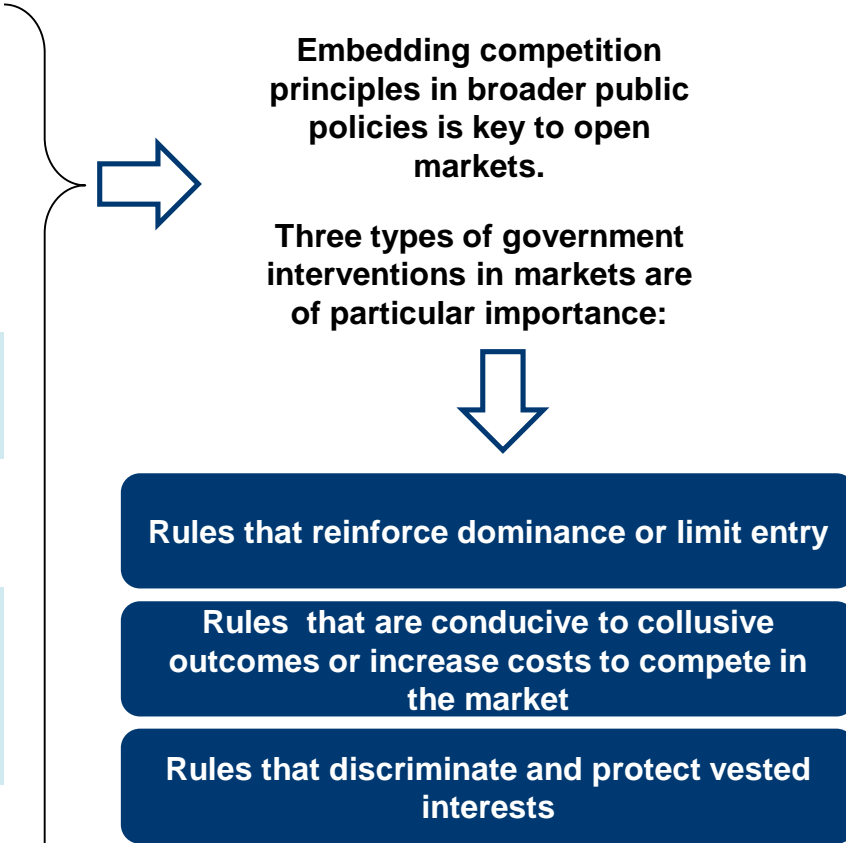 Embedding competition
principles in broader public
policies is key to open
markets.
Three types of government
interventions in markets are
of particular importance:
Rules that reinforce dominance or limit entry
Rules  that are conducive to collusive
outcomes or increase costs to compete in
the market
Rules that discriminate and protect vested
interests